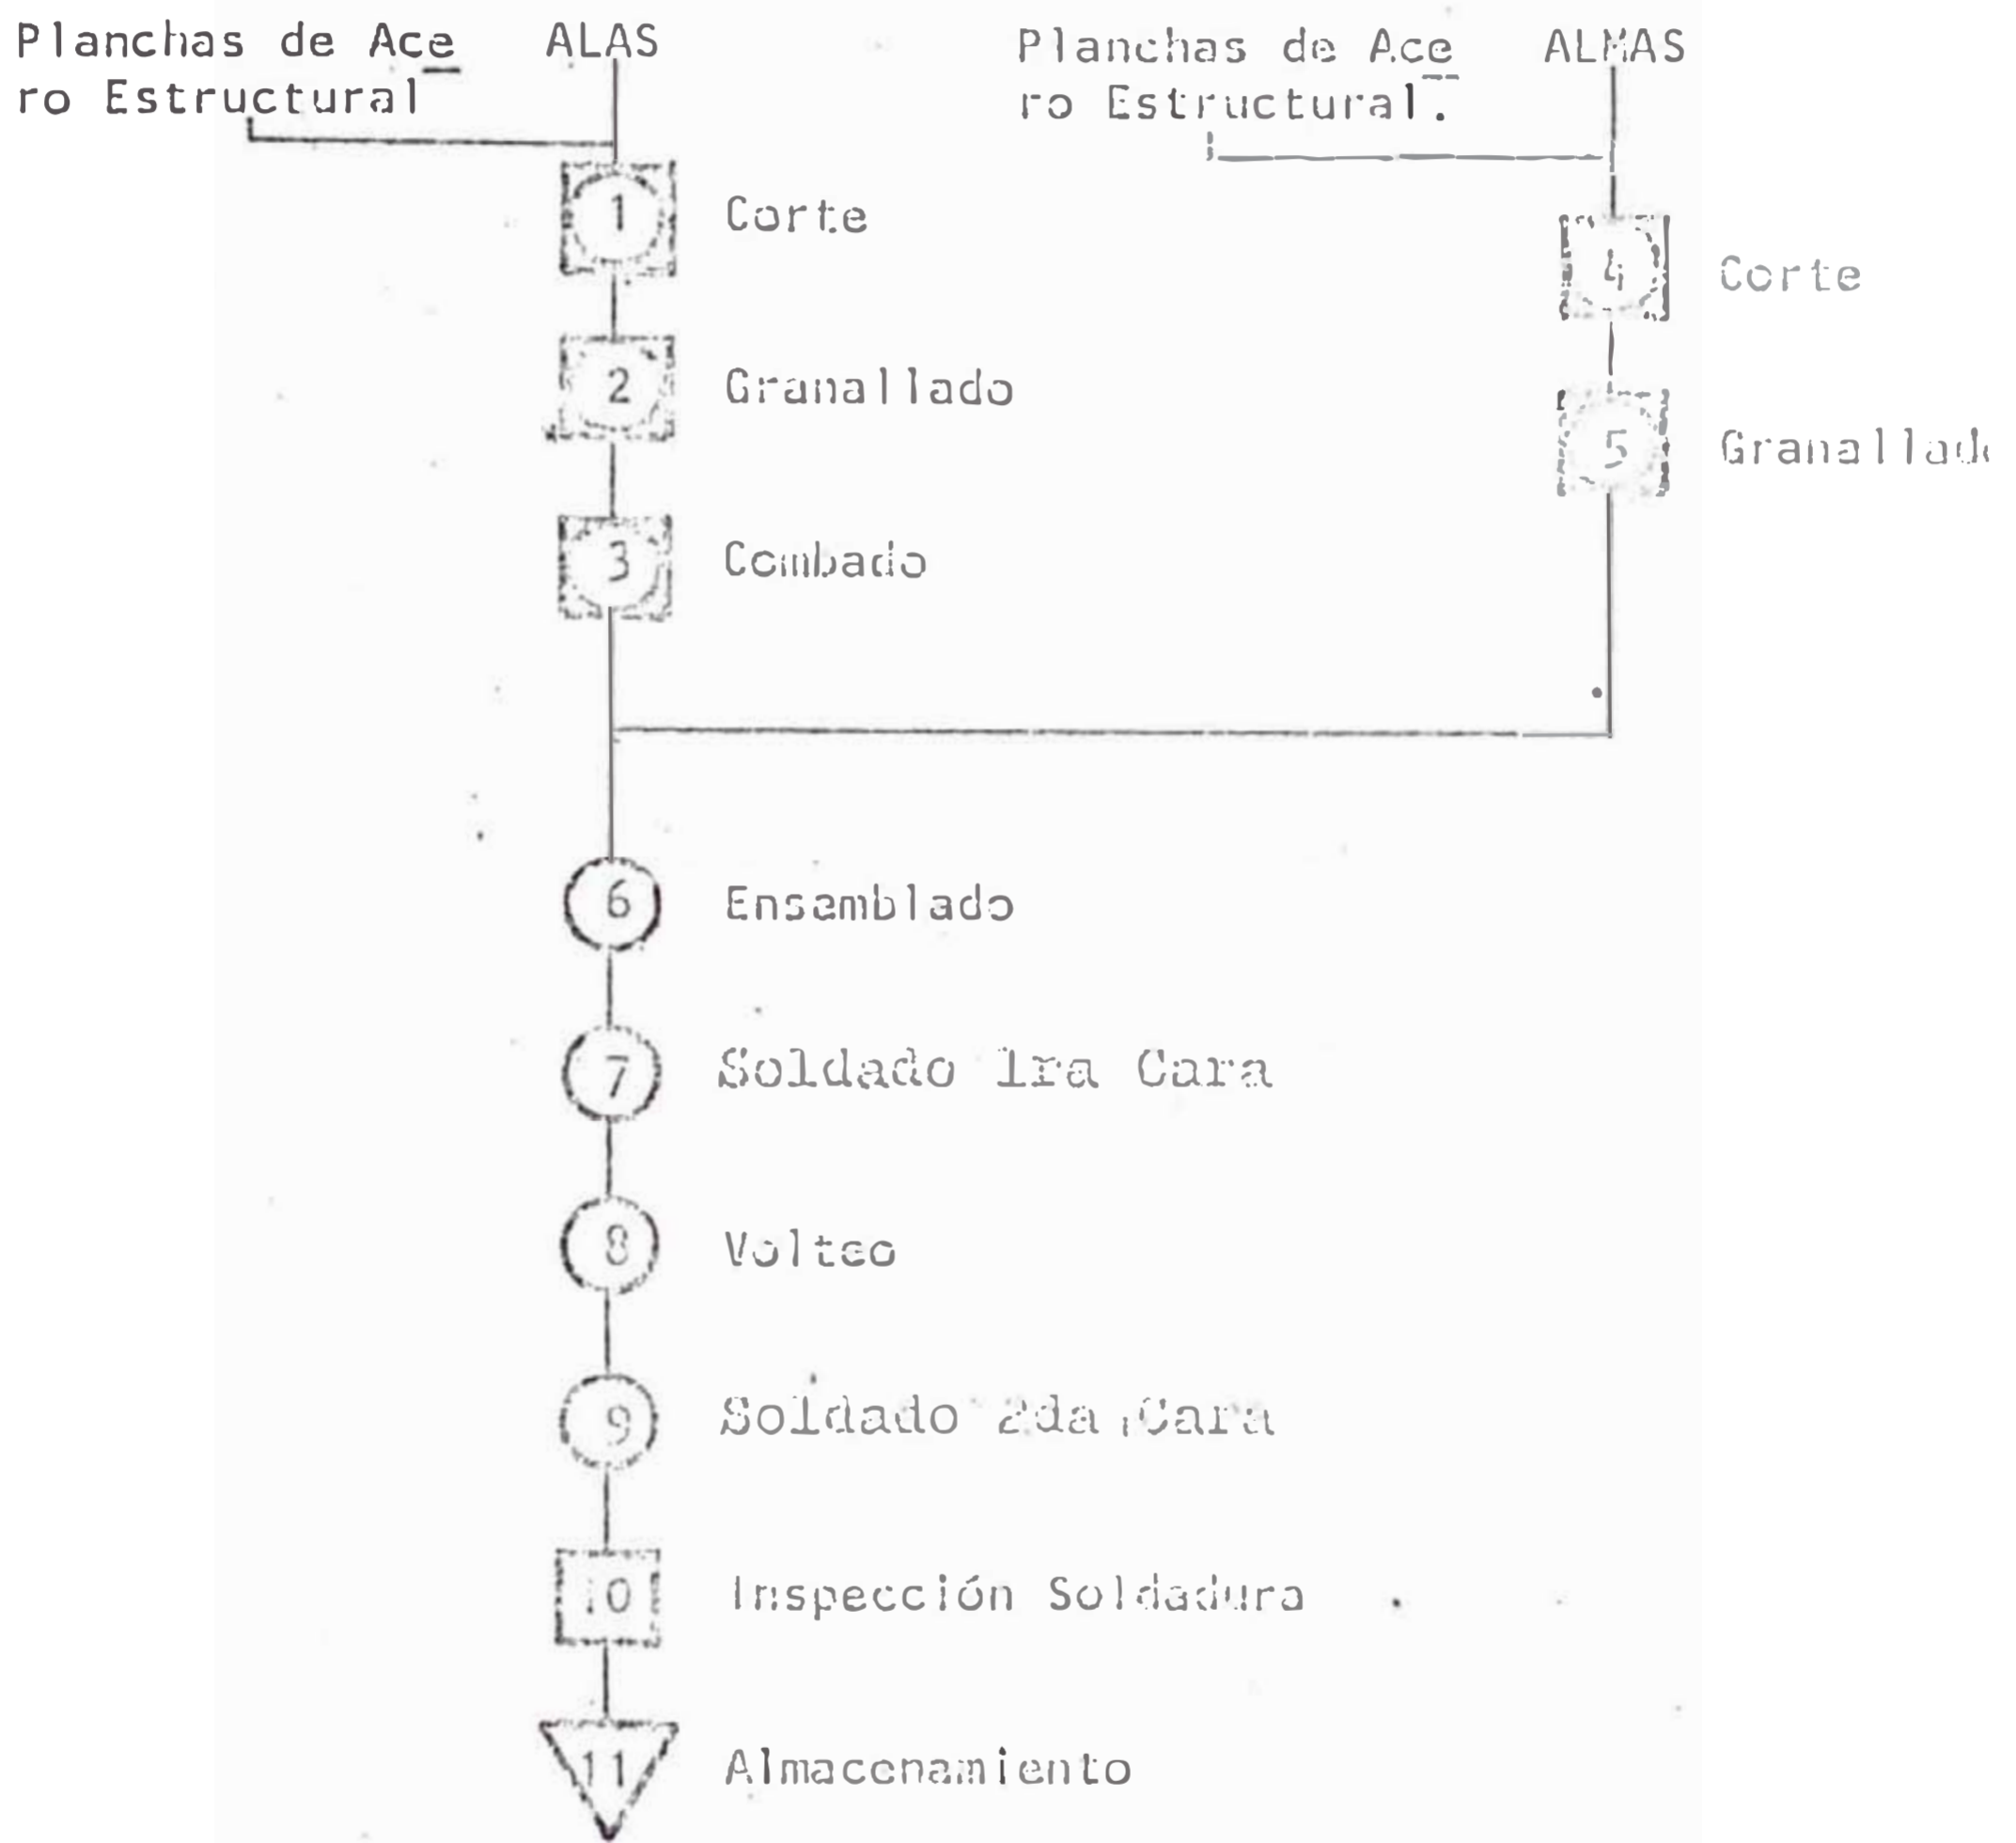 Planchas de Ace
ro Estructural
ALAS
Planchas de Ace
ro Estructural.
ALMAS
1 Corte
4 Corte
2 Granallado
5 Granallad
3 Combado
6 Ensamblado
7 Soldado 1ra Cara
8 Volteo
9 Soldado 2da Cara
10 Inspección Soldadura
11 Almacenamiento